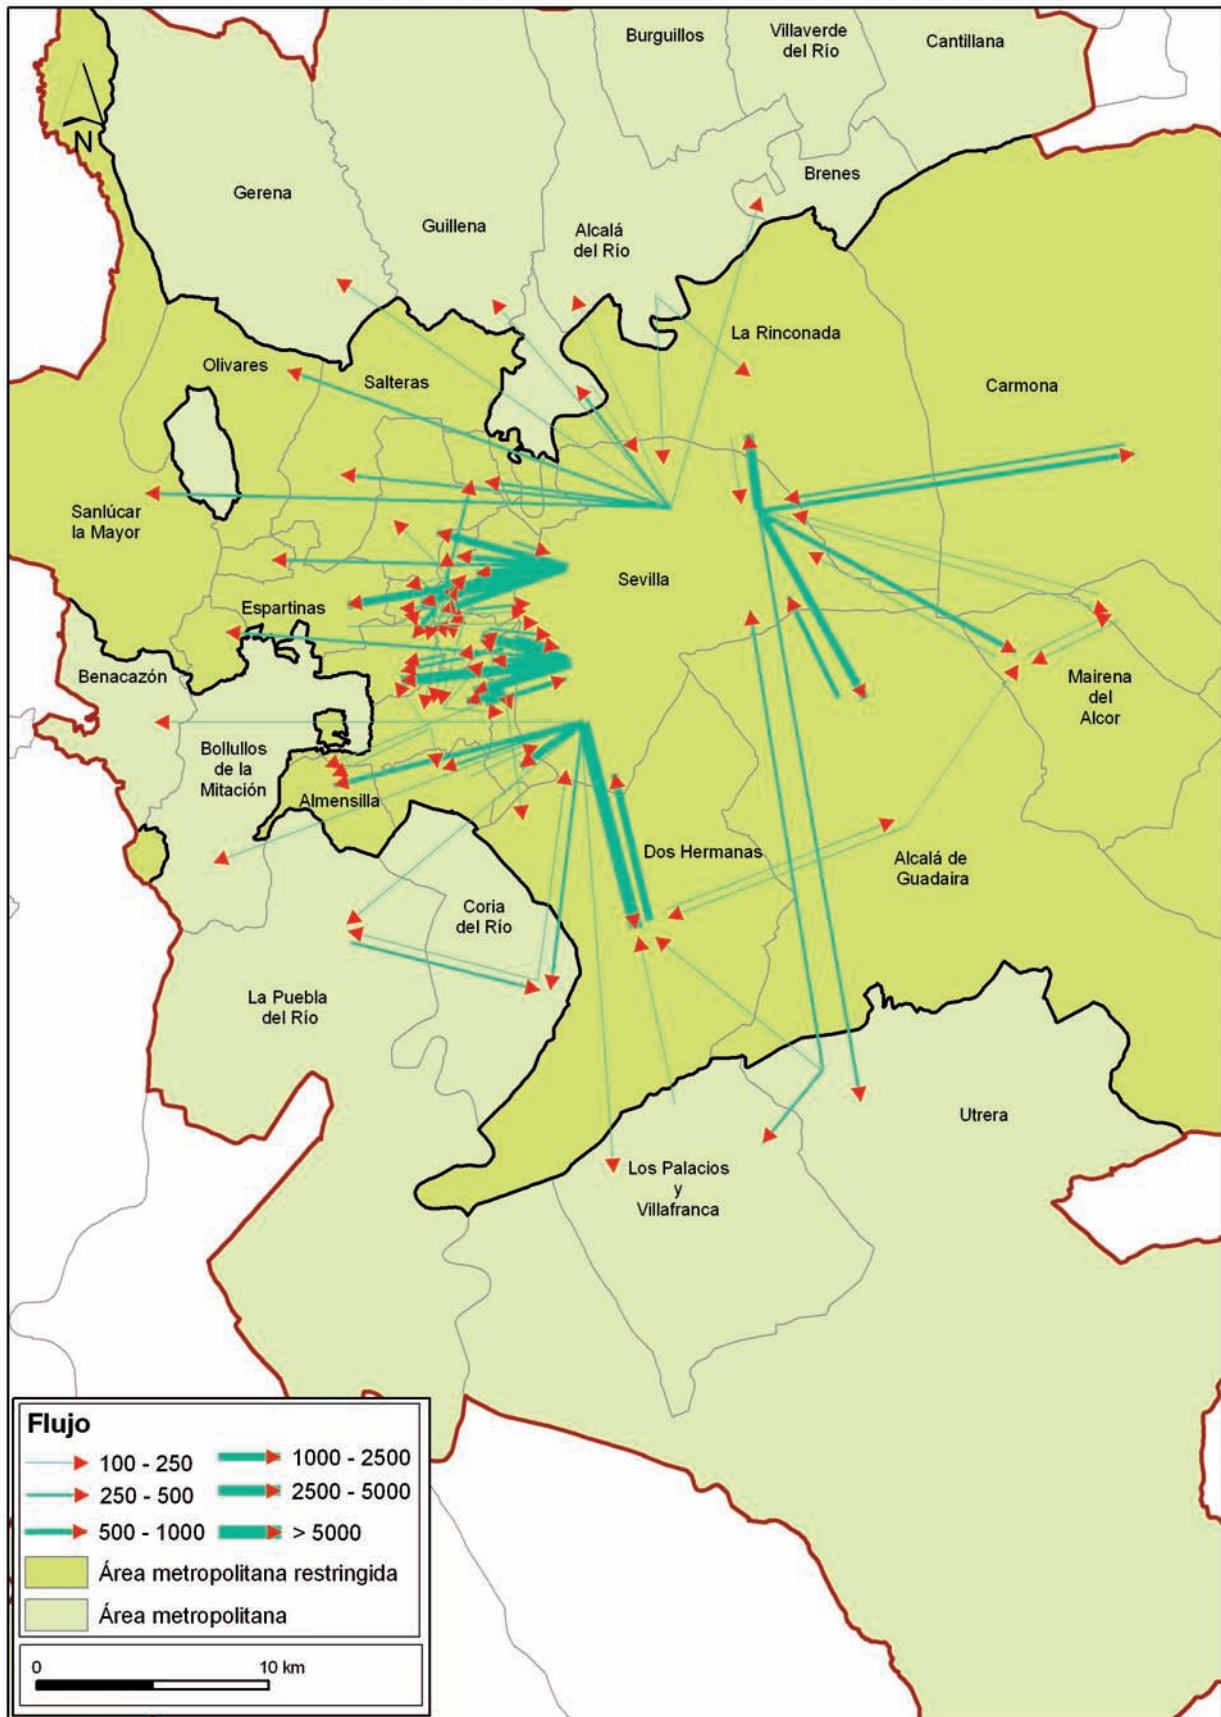 Burguillos
Villaverde
del Río
Cantillana
N
Gerena
Guillena
Alcalá
del Río
Brenes
La Rinconada
Olivares
Salteras
Carmona
Sanlúcar
la Mayor
Sevilla
Espartinas
Benacazón
Mairena
del
Alcor
Bollullos
de la
Mitación
Almensilla
Dos Hermanas
Alcalá de
Guadaira
Coria
del Río
La Puebla
del Río
Utrera
Los Palacios
y
Villafranca
Flujo
100 - 250
1000 - 2500
250 - 500
2500 - 5000
500 - 1000
> 5000
Área metropolitana restringida
Área metropolitana
0
10 km